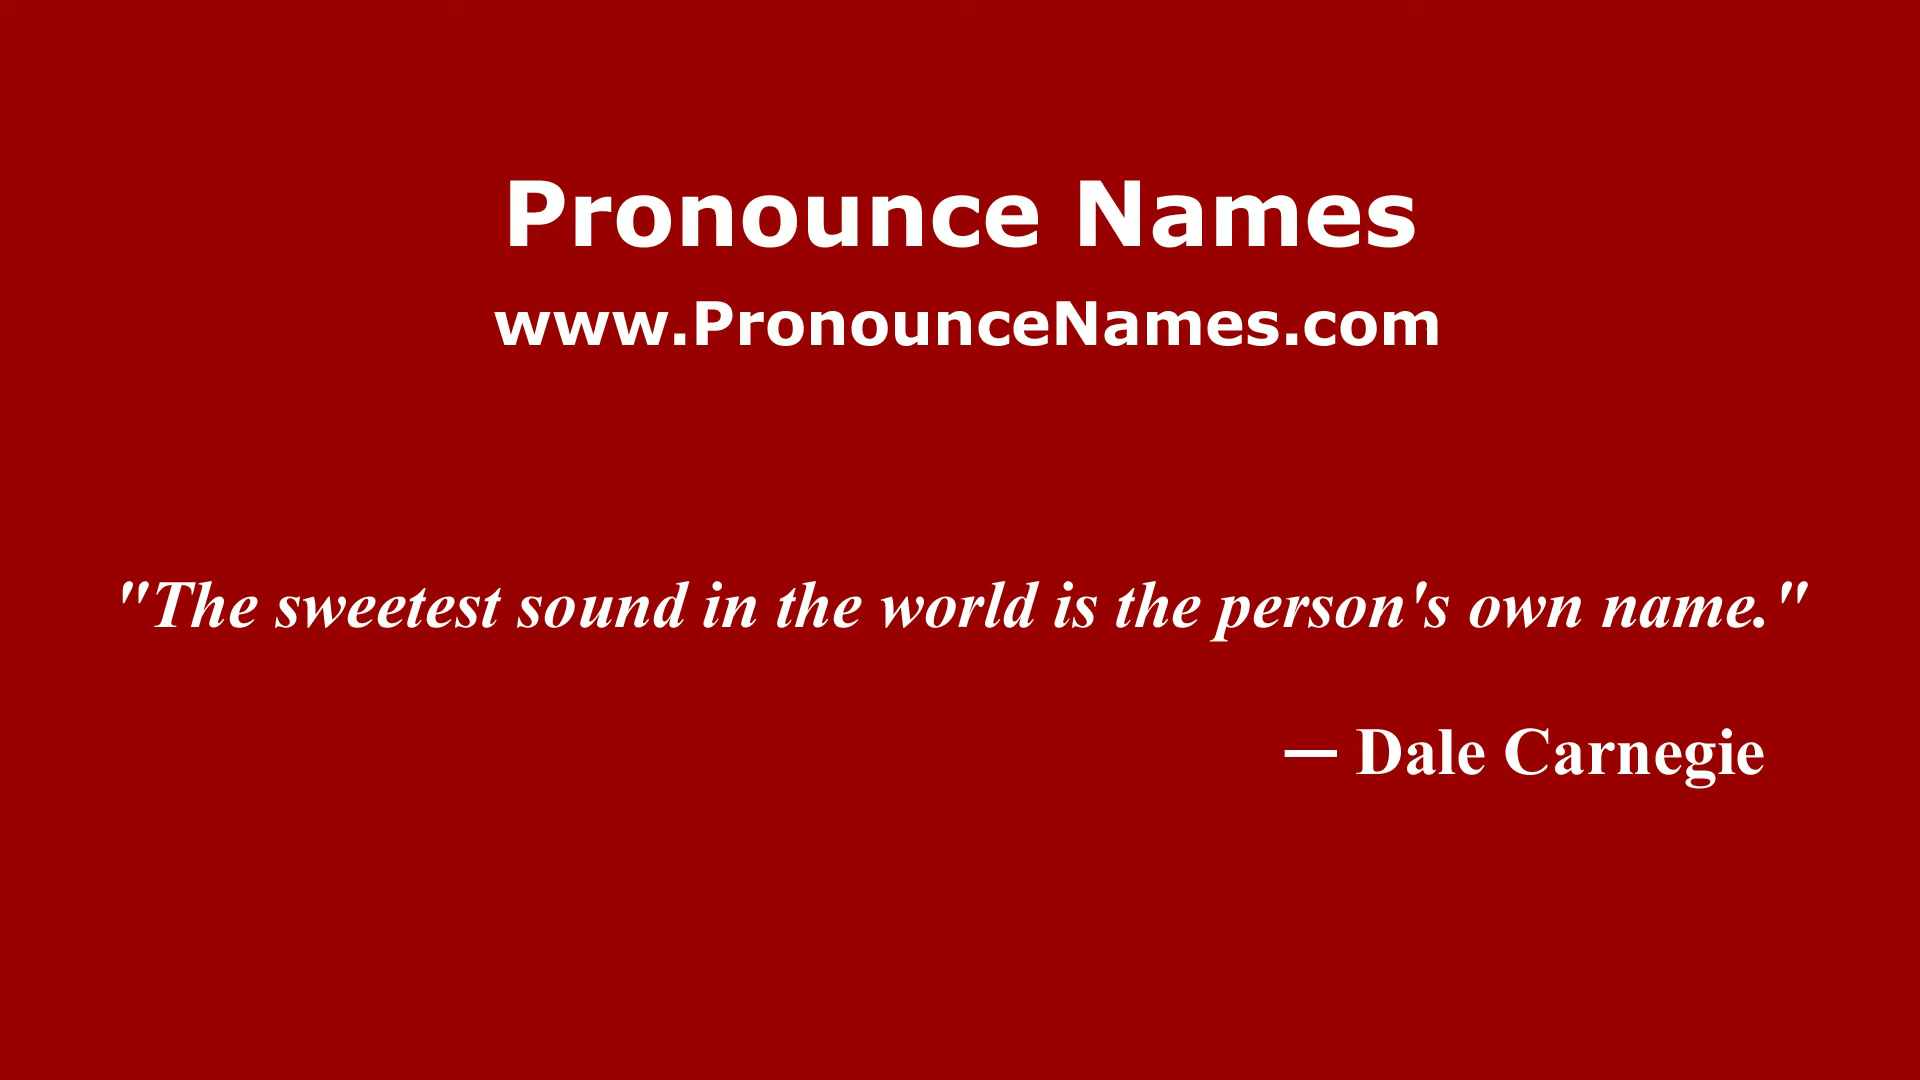 Pronounce Names
www.PronounceNames.com
"The sweetest sound in the world is the person's own name."
— Dale Carnegie